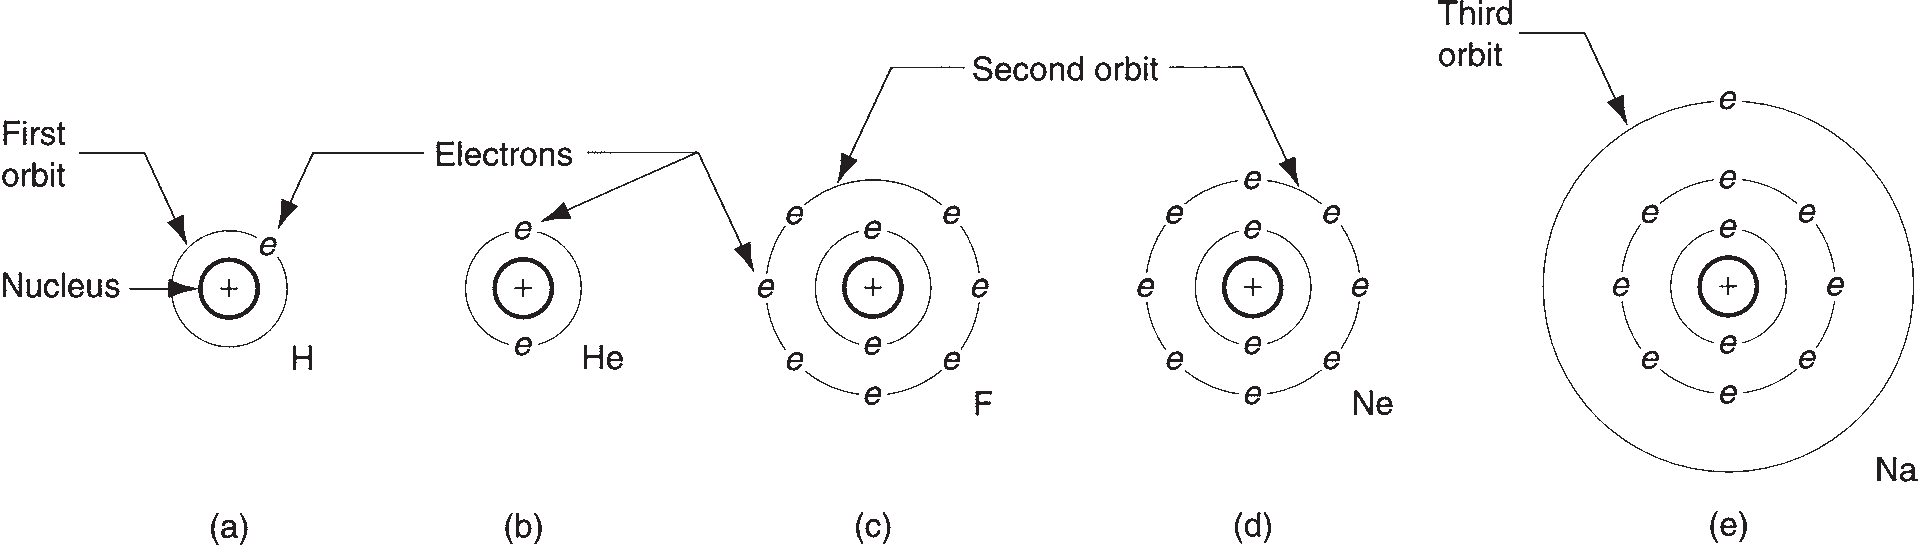 Third
orbit
Second orbit
First
orbit
Electrons
Nucleus
e
+
H
e
+
e
He
e
e
e
e
e
+
e
e
e
e
e
F
e
e
e
e
e
+
e
e
e
e
e
Ne
e
e
e
e
e
e
+
e
e
e
e
e
Na
(a)
(b)
(c)
(d)
(e)